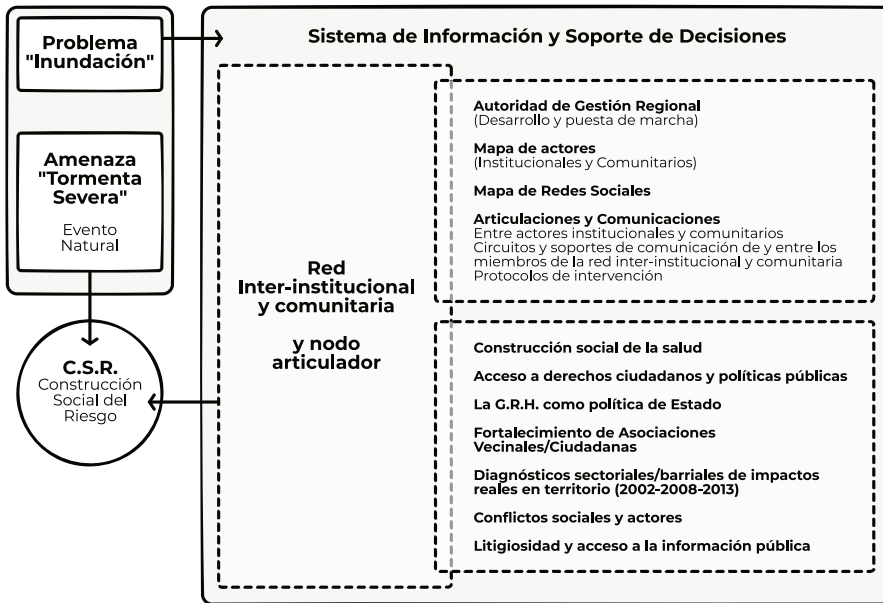 Problema
"Inundación"
Amenaza
"Tormenta
Severa"
Evento
Natural
C.S.R.
Construcción
Social del
Riesgo
Sistema de Información y Soporte de Decisiones
Red
Inter-institucional
y comunitaria
y nodo
articulador
Autoridad de Gestión Regional
(Desarrollo y puesta de marcha)
Mapa de actores
(Institucionales y Comunitarios)
Mapa de Redes Sociales
Articulaciones y Comunicaciones
Entre actores institucionales y comunitarios
Circuitos y soportes de comunicación de y entre los
miembros de la red inter-institucional y comunitaria
Protocolos de intervención
Construcción social de la salud
Acceso a derechos ciudadanos y políticas públicas
La G.R.H. como política de Estado
Fortalecimiento de Asociaciones
Vecinales/Ciudadanas
Diagnósticos sectoriales/barriales de impactos
reales en territorio (2002-2008-2013)
Conflictos sociales y actores
Litigiosidad y acceso a la información pública